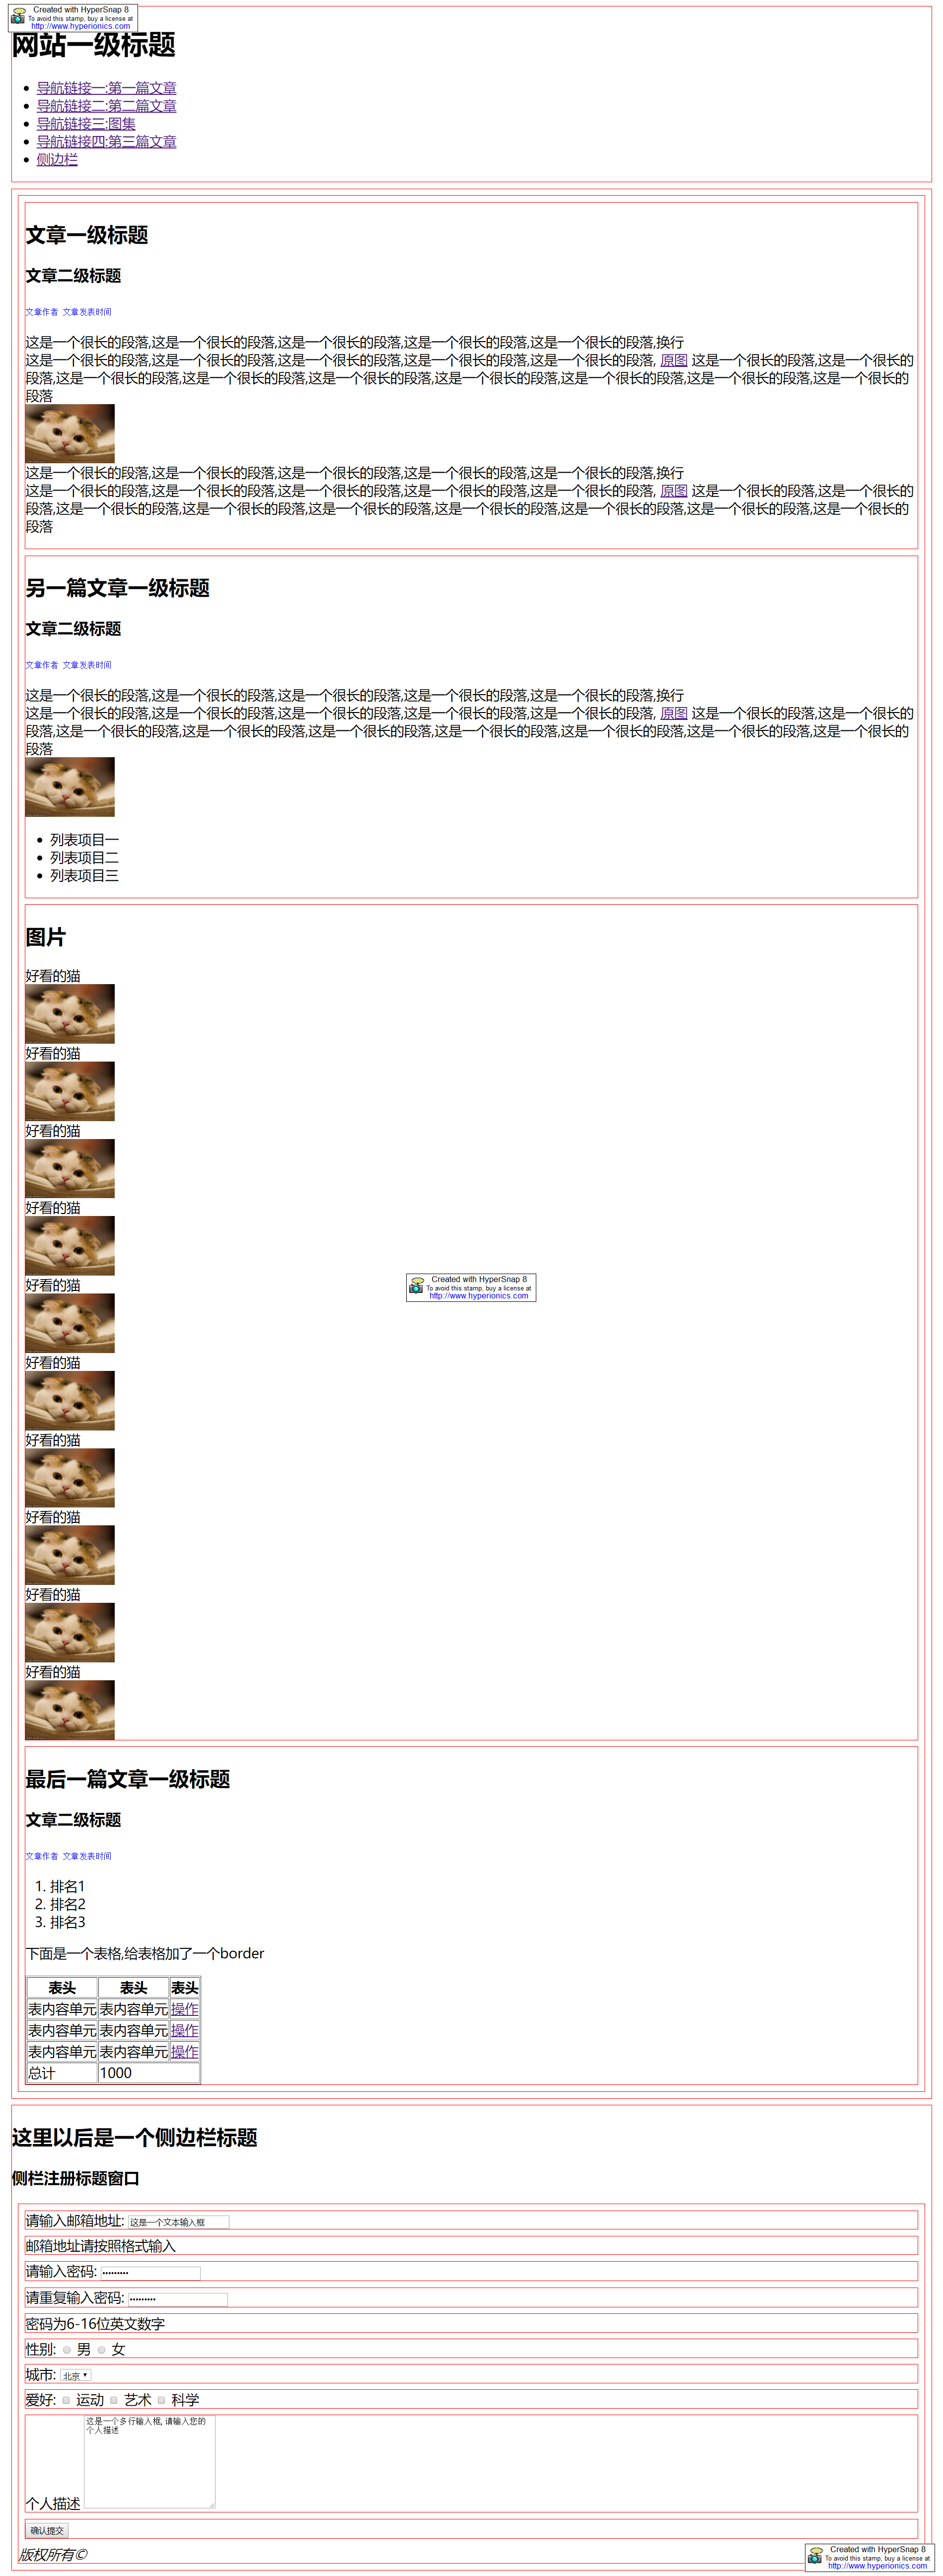 Created with HyperSnap 8
To avoid this stamp, buy a license at
http://www.hyperionics.com
网站一级标题
导航链接一:第一篇文章
导航链接二:第二篇文章
导航链接三:图集
导航链接四:第三篇文章
侧边栏
文章一级标题
文章二级标题
文章作者 文章发表时间
这是一个很长的段落,这是一个很长的段落,这是一个很长的段落,这是一个很长的段落,这是一个很长的段落,换行
这是一个很长的段落,这是一个很长的段落,这是一个很长的段落,这是一个很长的段落,这是一个很长的段落, 原图 这是一个很长的段落,这是一个很长的
段落,这是一个很长的段落,这是一个很长的段落,这是一个很长的段落,这是一个很长的段落,这是一个很长的段落,这是一个很长的段落,这是一个很长的
段落
这是一个很长的段落,这是一个很长的段落,这是一个很长的段落,这是一个很长的段落,这是一个很长的段落,换行
这是一个很长的段落,这是一个很长的段落,这是一个很长的段落,这是一个很长的段落,这是一个很长的段落, 原图 这是一个很长的段落,这是一个很长的
段落,这是一个很长的段落,这是一个很长的段落,这是一个很长的段落,这是一个很长的段落,这是一个很长的段落,这是一个很长的段落,这是一个很长的
段落
另一篇文章一级标题
文章二级标题
文章作者 文章发表时间
这是一个很长的段落,这是一个很长的段落,这是一个很长的段落,这是一个很长的段落,这是一个很长的段落,换行
这是一个很长的段落,这是一个很长的段落,这是一个很长的段落,这是一个很长的段落,这是一个很长的段落, 原图 这是一个很长的段落,这是一个很长的
段落,这是一个很长的段落,这是一个很长的段落,这是一个很长的段落,这是一个很长的段落,这是一个很长的段落,这是一个很长的段落,这是一个很长的
段落
列表项目一
列表项目二
列表项目三
图片
好看的猫
好看的猫
好看的猫
好看的猫
Created with HyperSnap 8
To avoid this stamp, buy a license at
http://www.hyperionics.com
好看的猫
好看的猫
好看的猫
好看的猫
好看的猫
好看的猫
最后一篇文章一级标题
文章二级标题
文章作者 文章发表时间
1. 排名1
2. 排名2
3. 排名3
下面是一个表格,给表格加了一个border
表头 表头 表头
表内容单元 表内容单元 操作
表内容单元 表内容单元 操作
表内容单元 表内容单元 操作
总计 1000
这里以后是一个侧边栏标题
侧栏注册标题窗口
请输入邮箱地址: 这是一个文本输入框
邮箱地址请按照格式输入
请输入密码: •••••••••
请重复输入密码: •••••••••
密码为6-16位英文数字
性别: 男 女
城市: 北京
爱好: 运动 艺术 科学
这是一个多行输入框, 请输入您的
个人描述
个人描述
确认提交
版权所有©
Created with HyperSnap 8
To avoid this stamp, buy a license at
http://www.hyperionics.com